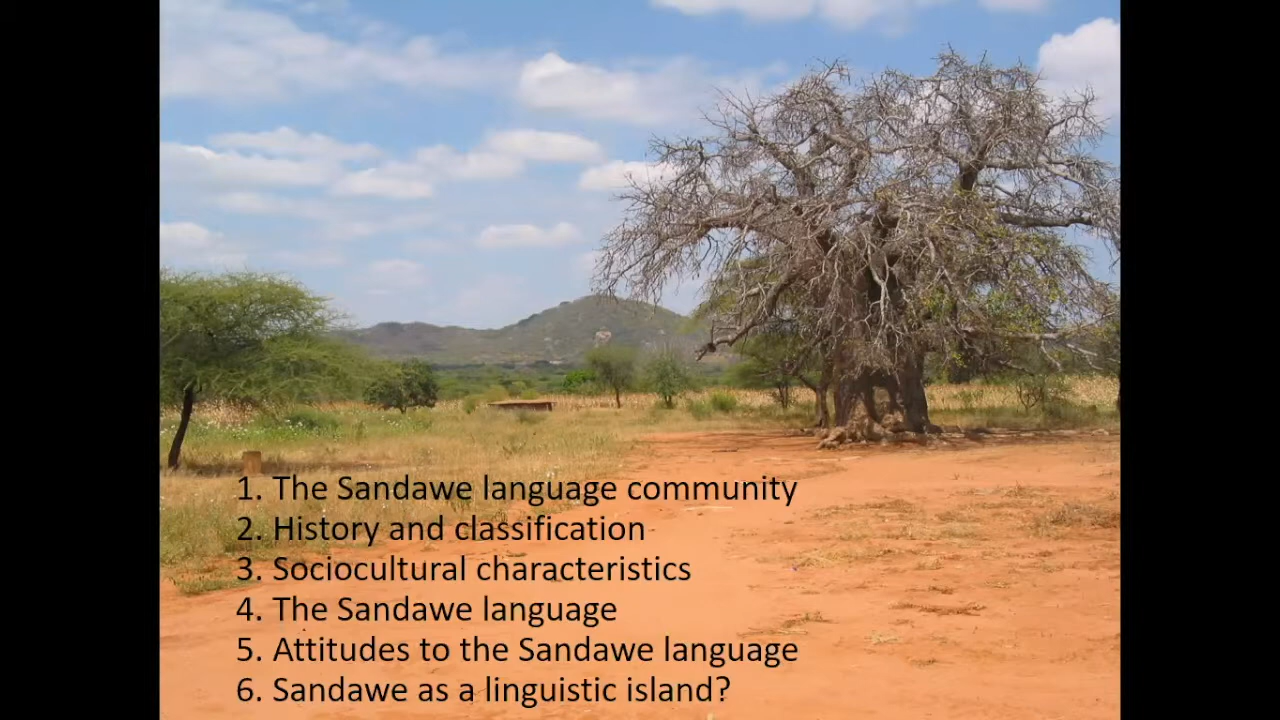 1. The Sandawe language community
2. History and classification
3. Sociocultural characteristics
4. The Sandawe language
5. Attitudes to the Sandawe language
6. Sandawe as a linguistic island?